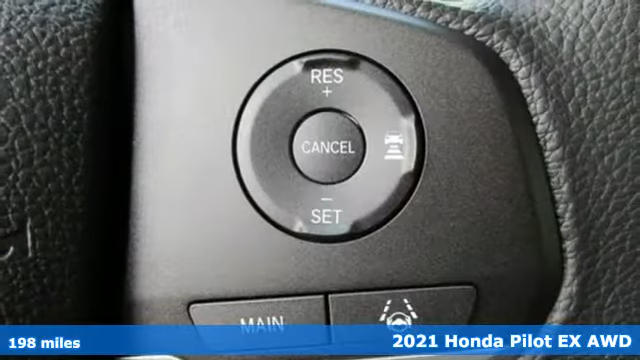 RES
+
CANCEL
−
SET
MAIN
198 miles
2021 Honda Pilot EX AWD